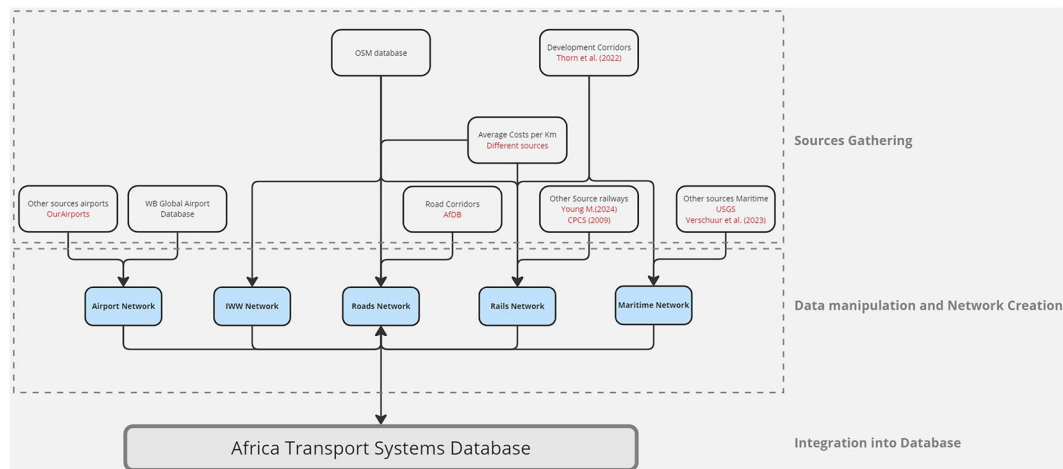 OSM database
Development Corridors
Thorn et al. (2022)
Average Costs per Km
Different sources
Sources Gathering
Other sources airports
OurAirports
WB Global Airport
Database
Road Corridors
AfDB
Other Source railways
Young M.(2024)
CPCS (2009)
Other sources Maritime
USGS
Verschuur et al. (2023)
Airport Network
IWW Network
Roads Network
Rails Network
Maritime Network
Data manipulation and Network Creation
Africa Transport Systems Database
Integration into Database